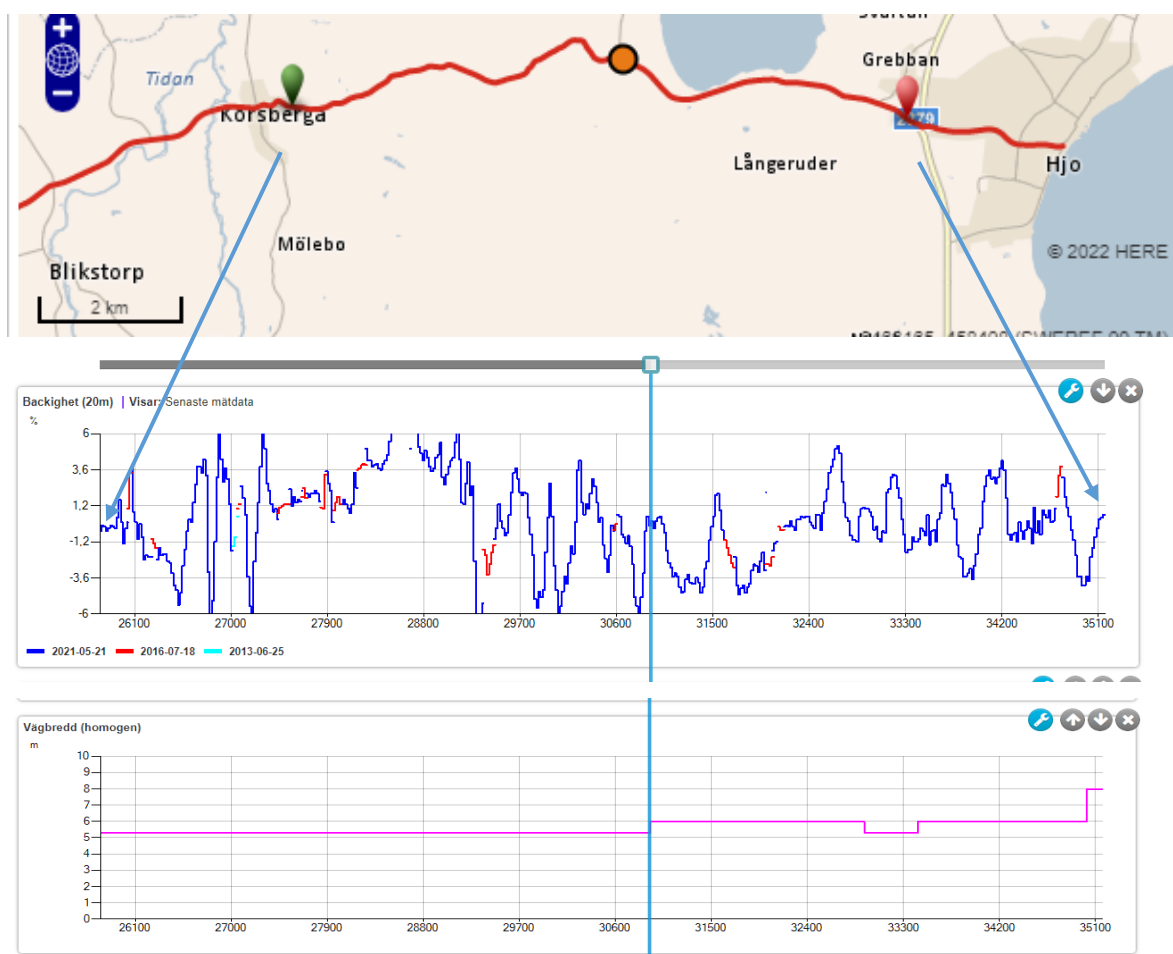 Grebban
Tidan
Korsberga
2279
Långeruder
Hjo
Mölebo
Blikstorp
© 2022 HERE
2 km
Backighet (20m) | Visar: Senaste mätdata
%
6
3.6
1.2
-1.2
-3.6
-6
26100 27000 27900 28800 29700 30600 31500 32400 33300 34200 35100
2021-05-21 2016-07-18 2013-06-25
Vägbredd (homogen)
m
10
9
8
7
6
5
4
3
2
1
0
26100 27000 27900 28800 29700 30600 31500 32400 33300 34200 35100